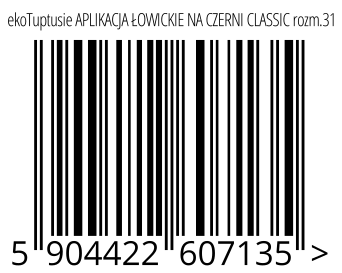 ekoTuptusie APLIKACJA ŁOWICKIE NA CZERNI CLASSIC rozm.31
5 904422 607135 >